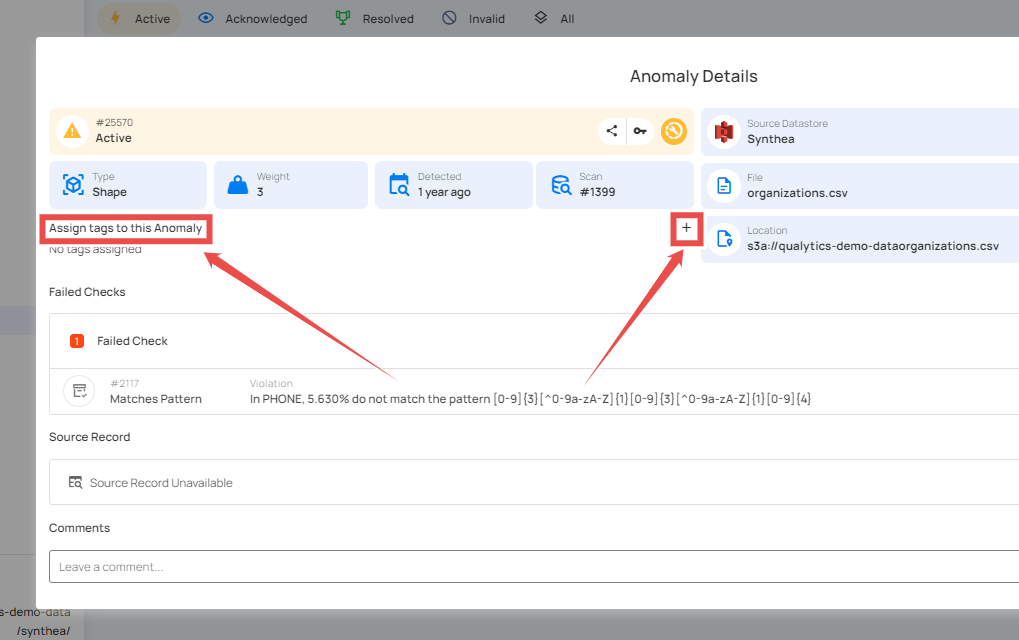 Active
Acknowledged
Resolved
Invalid
All
Anomaly Details
#25570
Active
Source Datastore
Synthea
Type
Shape
Weight
3
Detected
1 year ago
Scan
#1399
File
organizations.csv
Assign tags to this Anomaly
+
No tags assigned
Location
s3a://qualytics-demo-dataorganizations.csv
Failed Checks
1
Failed Check
#2117
Matches Pattern
Violation
In PHONE, 5.630% do not match the pattern [0-9]{3}[^0-9a-zA-Z]{1}[0-9]{3}[^0-9a-zA-Z]{1}[0-9]{4}
Source Record
Source Record Unavailable
Comments
Leave a comment...
s-demo-data
/synthea/